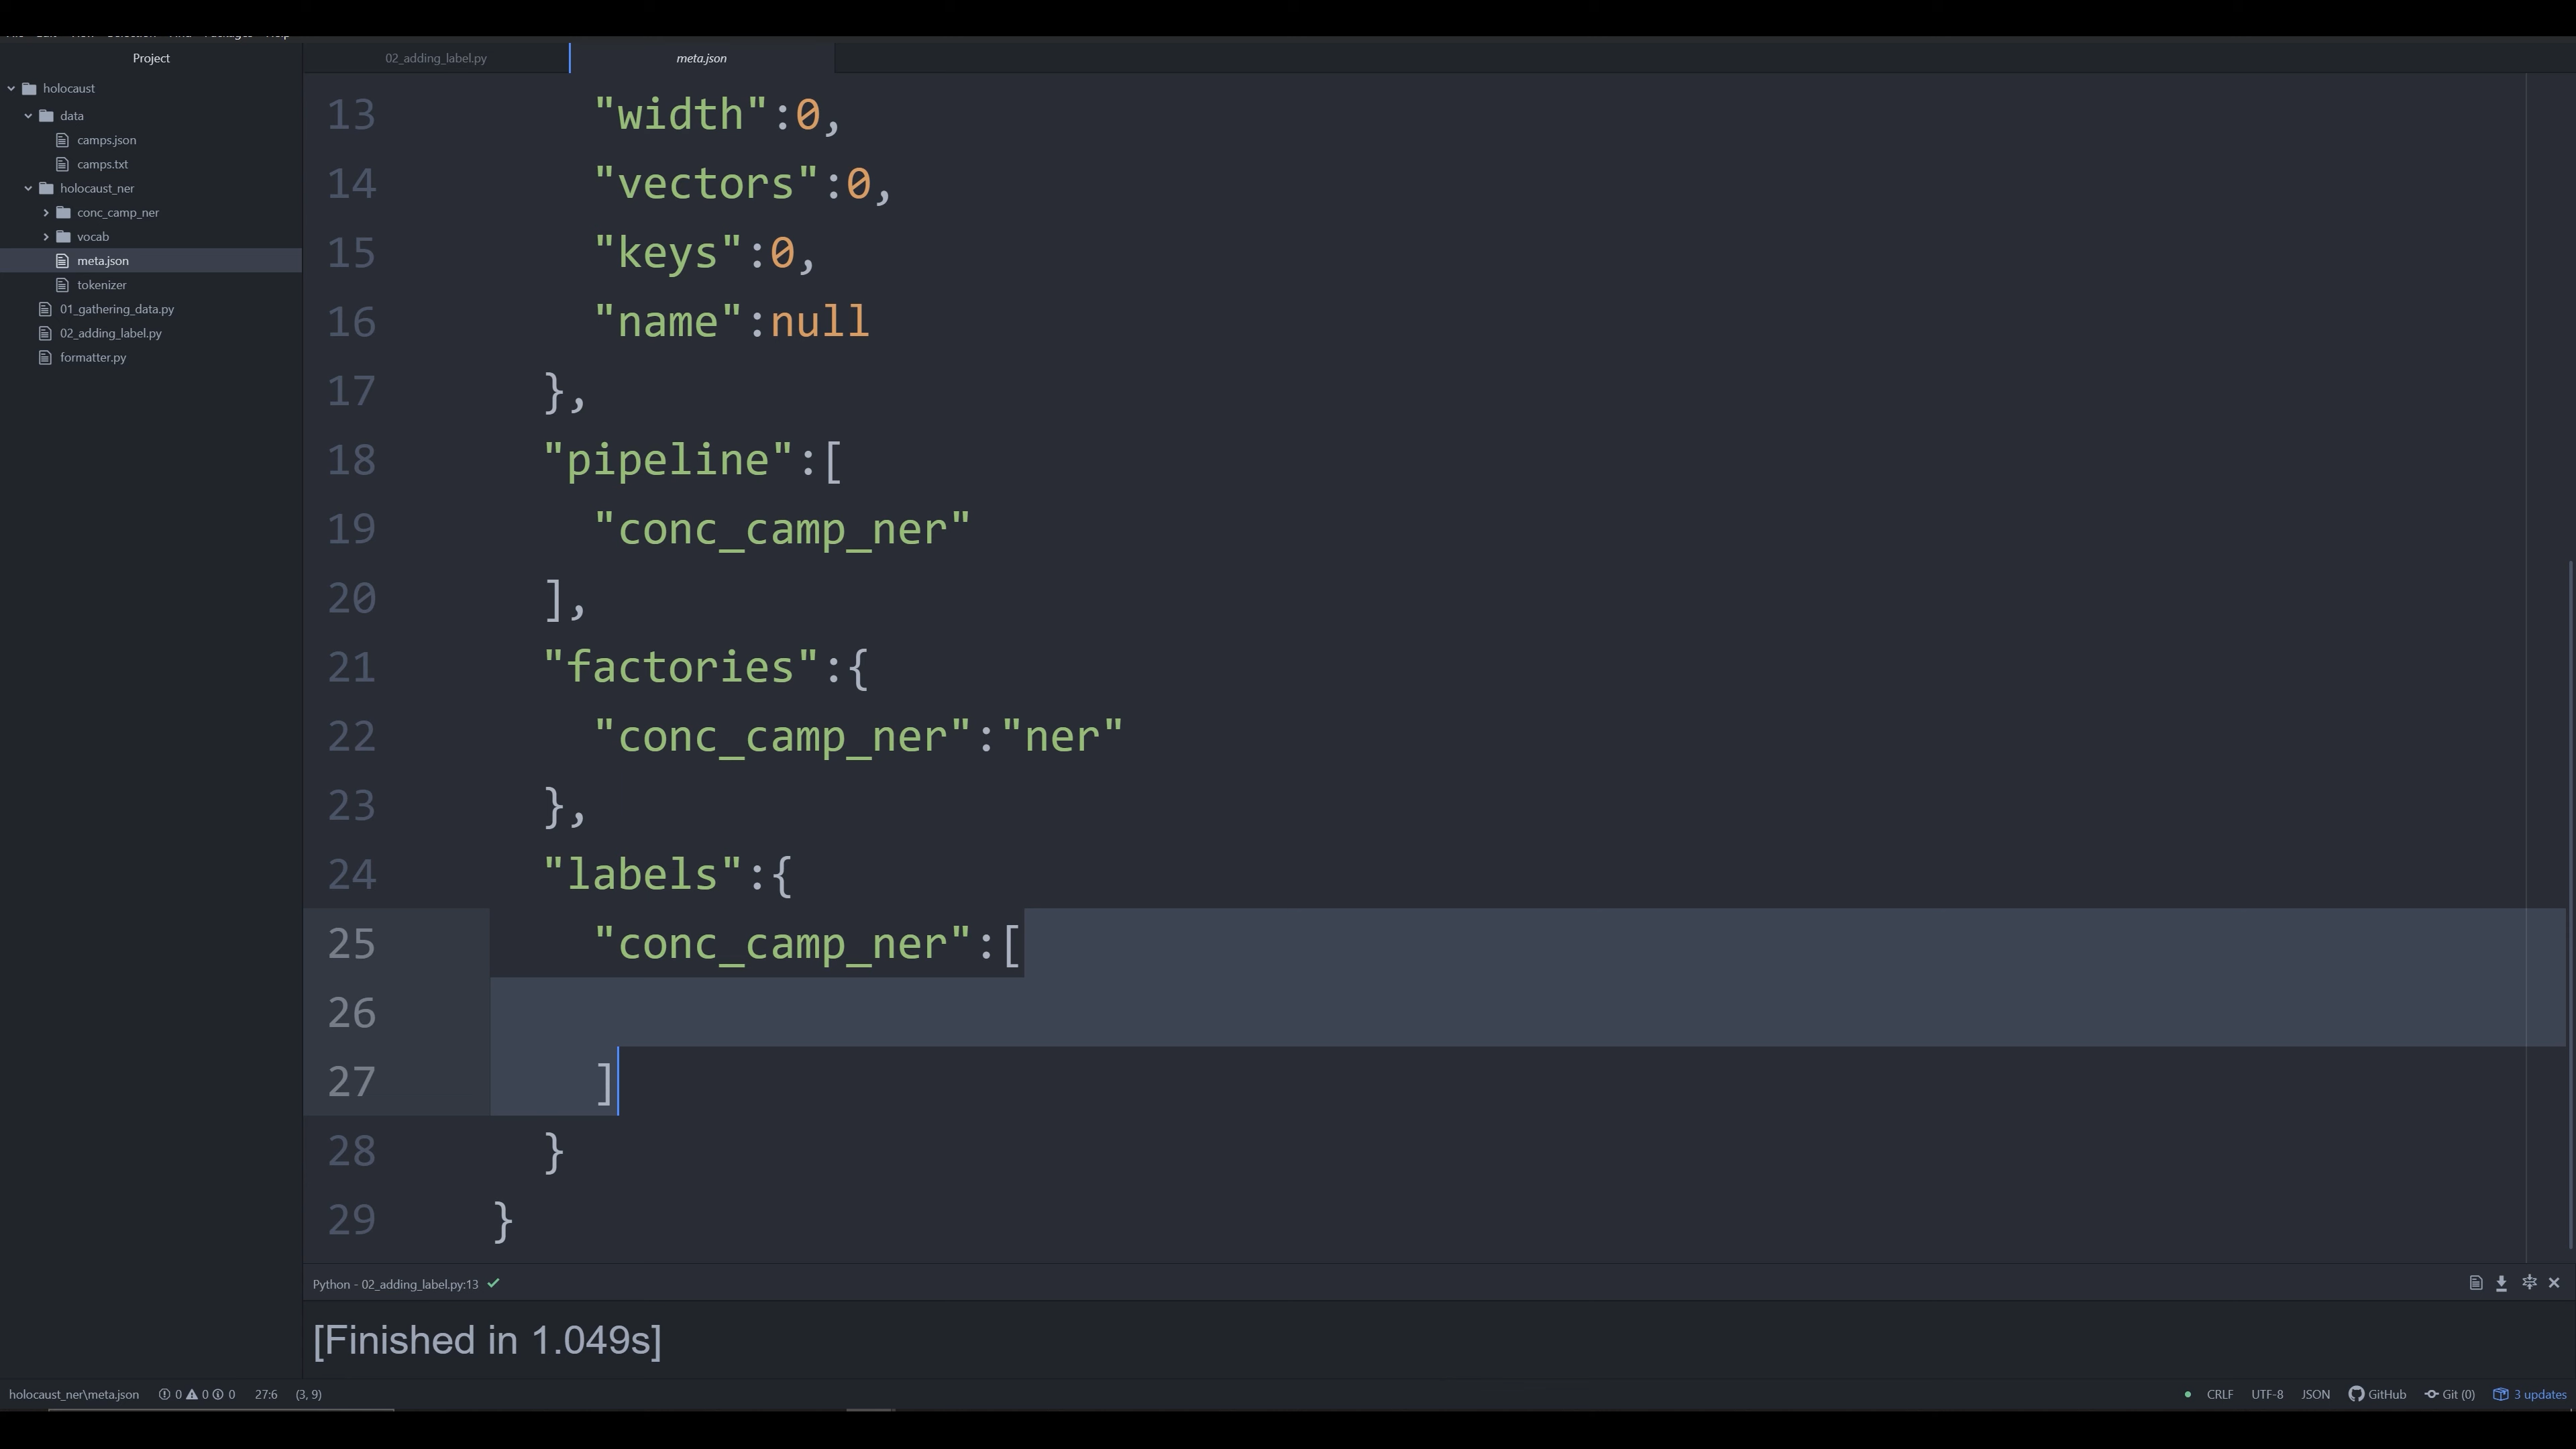 Project
holocaust
data
camps.json
camps.txt
holocaust_ner
conc_camp_ner
vocab
meta.json
tokenizer
01_gathering_data.py
02_adding_label.py
formatter.py
02_adding_label.py
meta.json
13 "width":0,
14 "vectors":0,
15 "keys":0,
16 "name":null
17 },
18 "pipeline":[
19 "conc_camp_ner"
20 ],
21 "factories":{
22 "conc_camp_ner":"ner"
23 },
24 "labels":{
25 "conc_camp_ner":[
26
27 ]
28 }
29 }
Python - 02_adding_label.py:13
[Finished in 1.049s]
holocaust_ner\meta.json 0 0 0 27:6 (3, 9) CRLF UTF-8 JSON GitHub Git (0) 3 updates